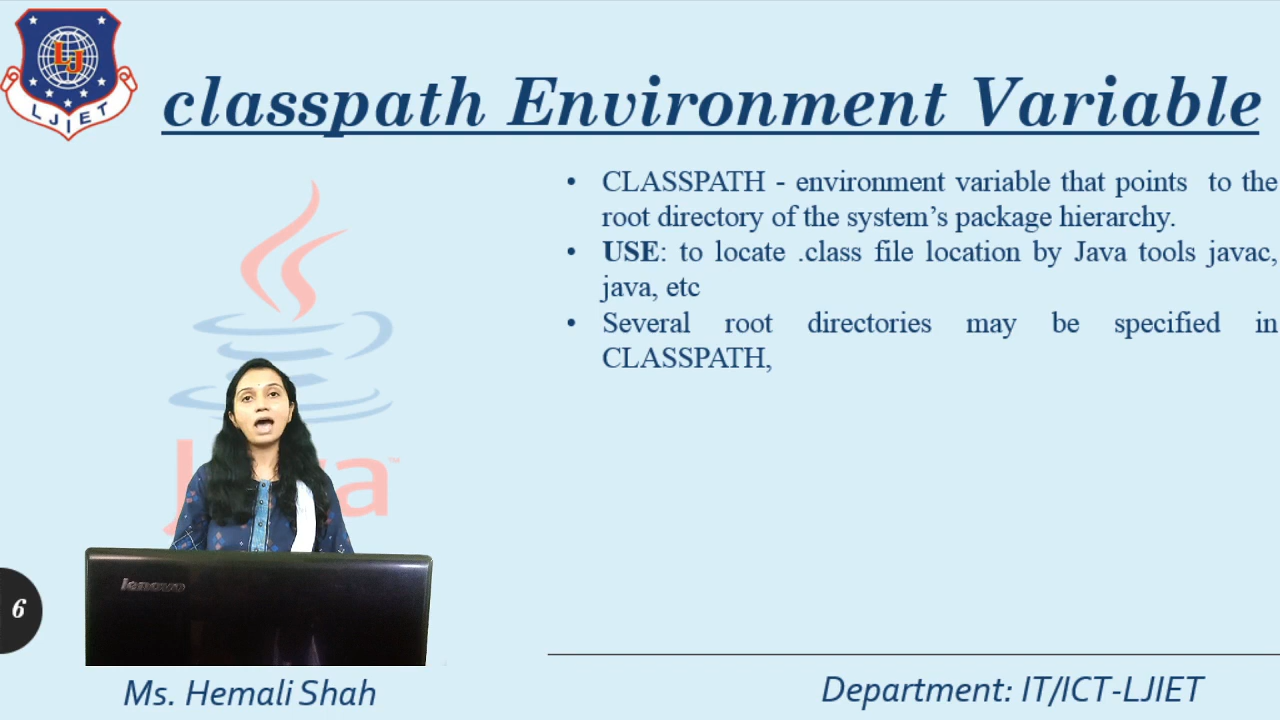 LJ
LJIET
classpath Environment Variable
• CLASSPATH - environment variable that points to the
root directory of the system’s package hierarchy.
• USE: to locate .class file location by Java tools javac,
java, etc
• Several root directories may be specified in
CLASSPATH,
Java™
lenovo
6
Ms. Hemali Shah
Department: IT/ICT-LJIET